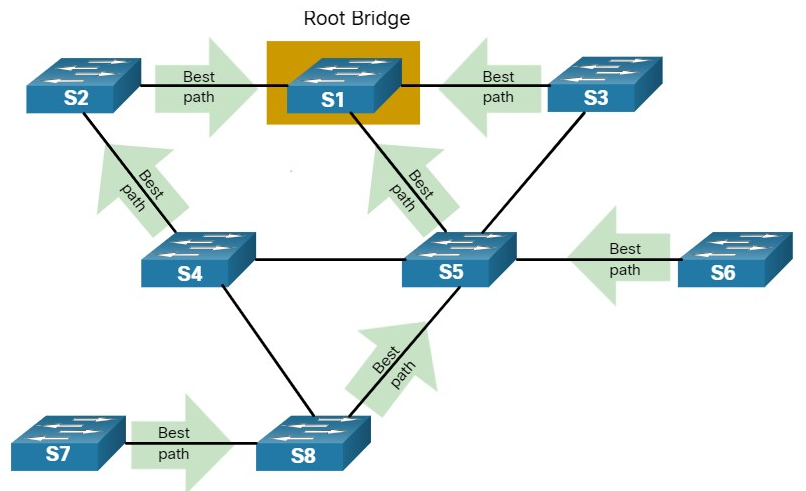 Root Bridge
S2
Best
path
S1
Best
path
S3
Best
path
Best
path
S4
S5
Best
path
S6
Best
path
S7
Best
path
S8